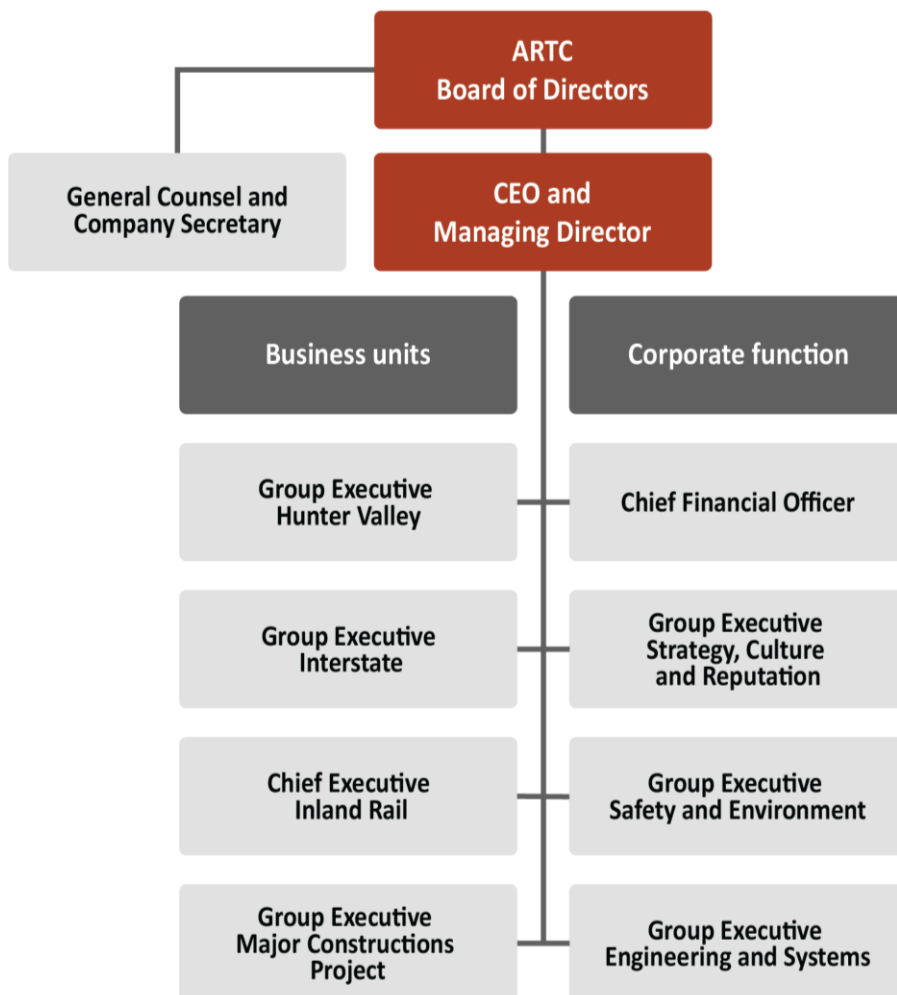 ARTC
Board of Directors
General Counsel and
Company Secretary
CEO and
Managing Director
Business units
Corporate function
Group Executive
Hunter Valley
Chief Financial Officer
Group Executive
Interstate
Group Executive
Strategy, Culture
and Reputation
Chief Executive
Inland Rail
Group Executive
Safety and Environment
Group Executive
Major Constructions
Project
Group Executive
Engineering and Systems